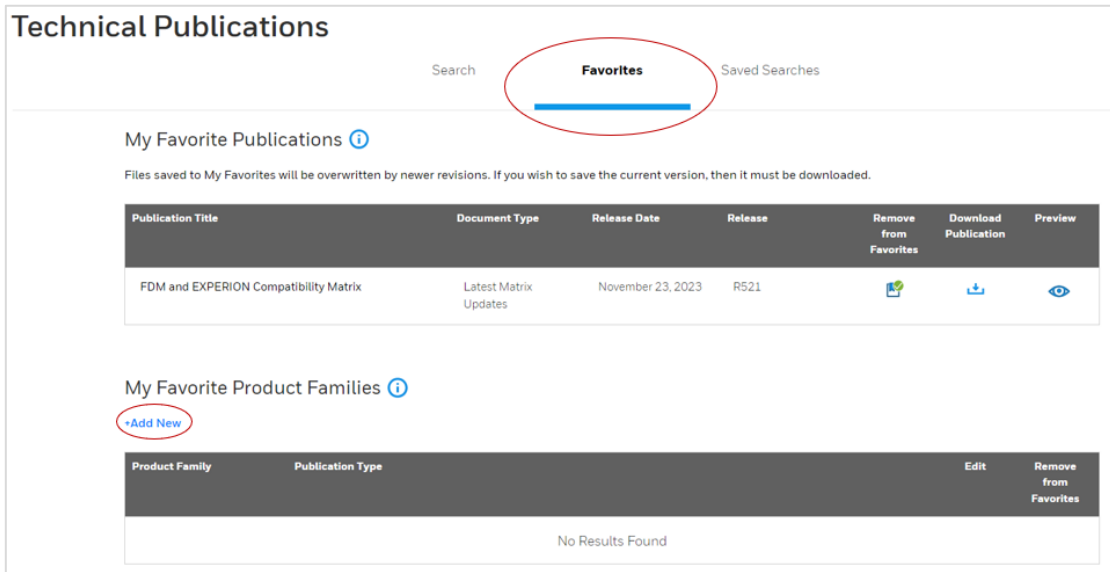 Technical Publications
Search Favorites Saved Searches
My Favorite Publications
Files saved to My Favorites will be overwritten by newer revisions. If you wish to save the current version, then it must be downloaded.
Publication Title Document Type Release Date Release Remove from Favorites Download Publication Preview
FDM and EXPERION Compatibility Matrix Latest Matrix Updates November 23, 2023 R521
My Favorite Product Families
+Add New
Product Family Publication Type Edit Remove from Favorites
No Results Found